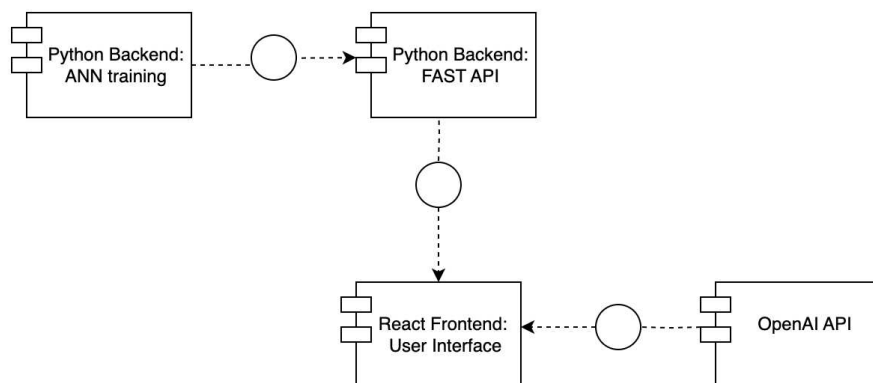 Python Backend:
ANN training
Python Backend:
FAST API
React Frontend:
User Interface
OpenAI API